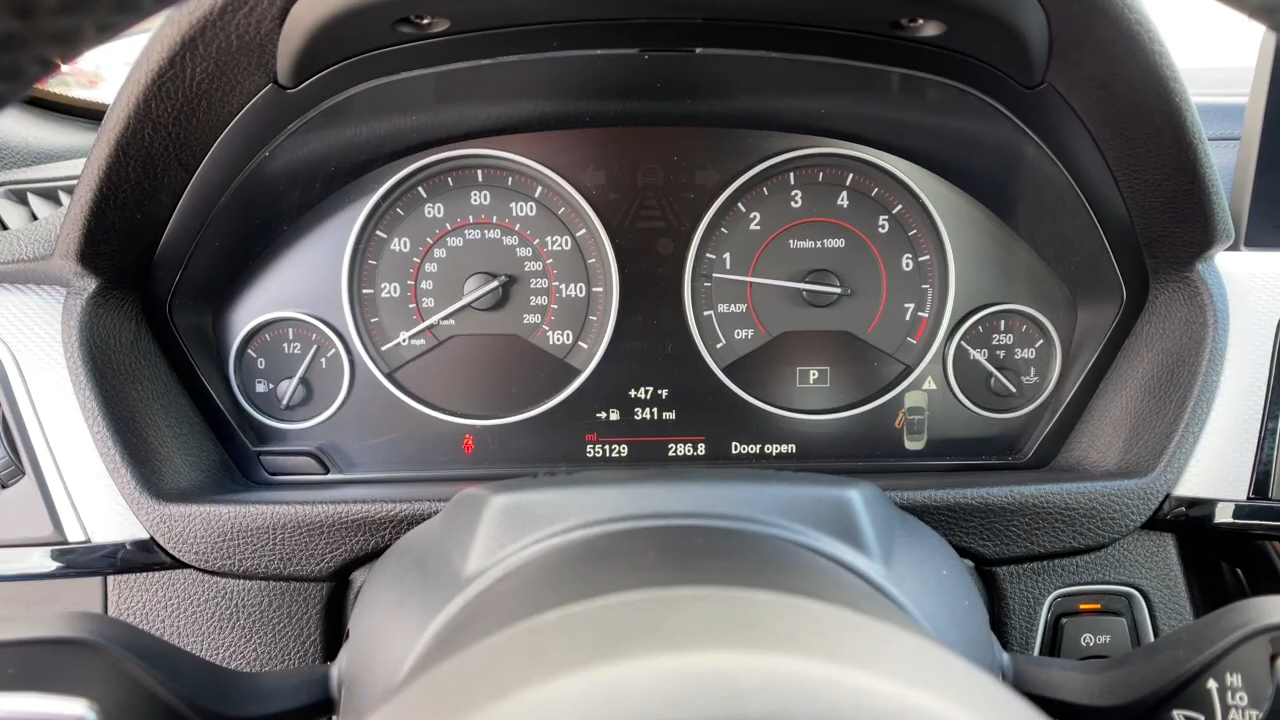 0 20 40 60 80 100 120 140 160
mph
20 40 60 80 100 120 140 160 180 200 220 240 260
km/h
1 2 3 4 5 6 7
1/min x 1000
READY
OFF
P
0 1/2 1
160 250 340
°F
+47 °F
341 mi
mi
55129 286.8 Door open
OFF
HI
LO
AUTO